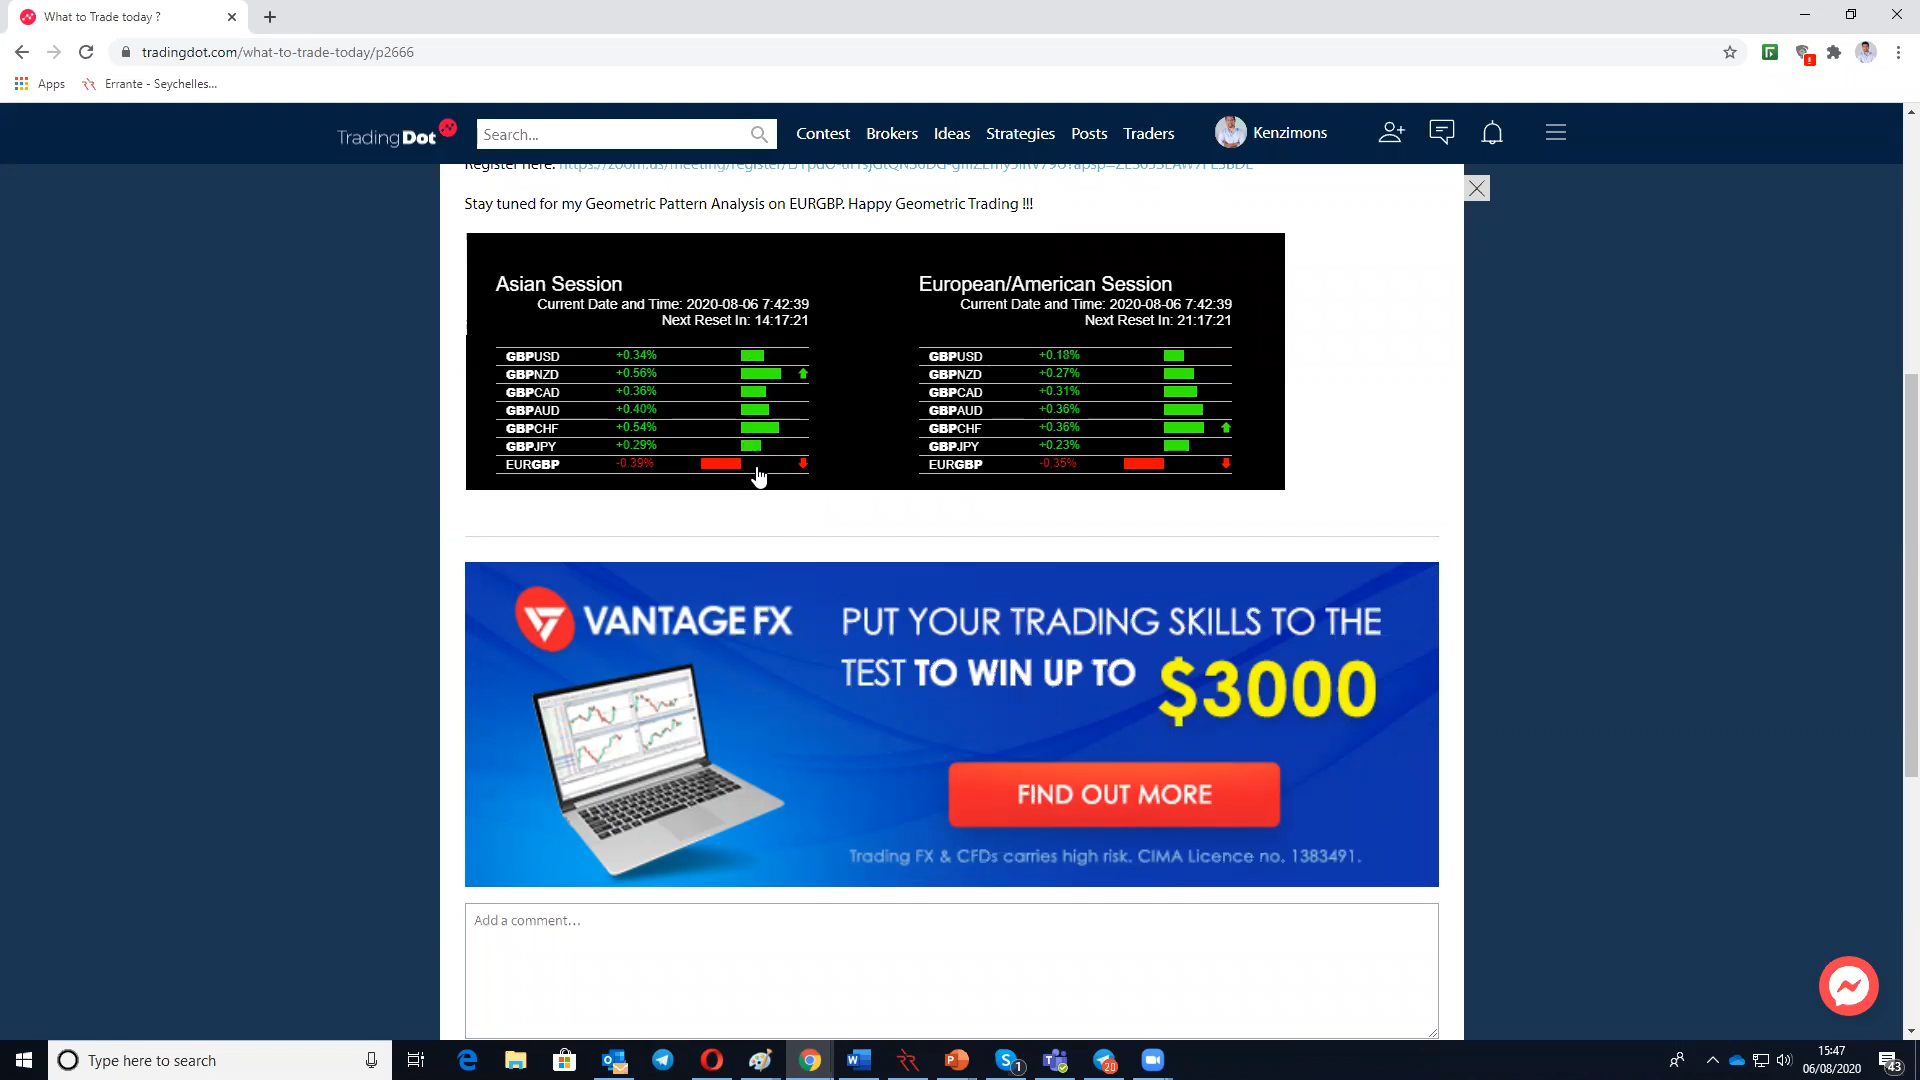 What to Trade today ?
tradingdot.com/what-to-trade-today/p2666
Apps
Errante - Seychelles...
TradingDot
Search...
Contest
Brokers
Ideas
Strategies
Posts
Traders
Kenzimons
Register here:
Stay tuned for my Geometric Pattern Analysis on EURGBP. Happy Geometric Trading !!!
Asian Session
Current Date and Time: 2020-08-06 7:42:39
Next Reset In: 14:17:21
GBPUSD +0.34%
GBPNZD +0.56%
GBPCAD +0.36%
GBPAUD +0.40%
GBPCHF +0.54%
GBPJPY +0.29%
EURGBP -0.39%
European/American Session
Current Date and Time: 2020-08-06 7:42:39
Next Reset In: 21:17:21
GBPUSD +0.18%
GBPNZD +0.27%
GBPCAD +0.31%
GBPAUD +0.36%
GBPCHF +0.36%
GBPJPY +0.23%
EURGBP -0.35%
VANTAGE FX
PUT YOUR TRADING SKILLS TO THE
TEST TO WIN UP TO $3000
FIND OUT MORE
Trading FX & CFDs carries high risk. CIMA Licence no. 1383491.
Add a comment...
Type here to search
1
20
15:47
06/08/2020
43